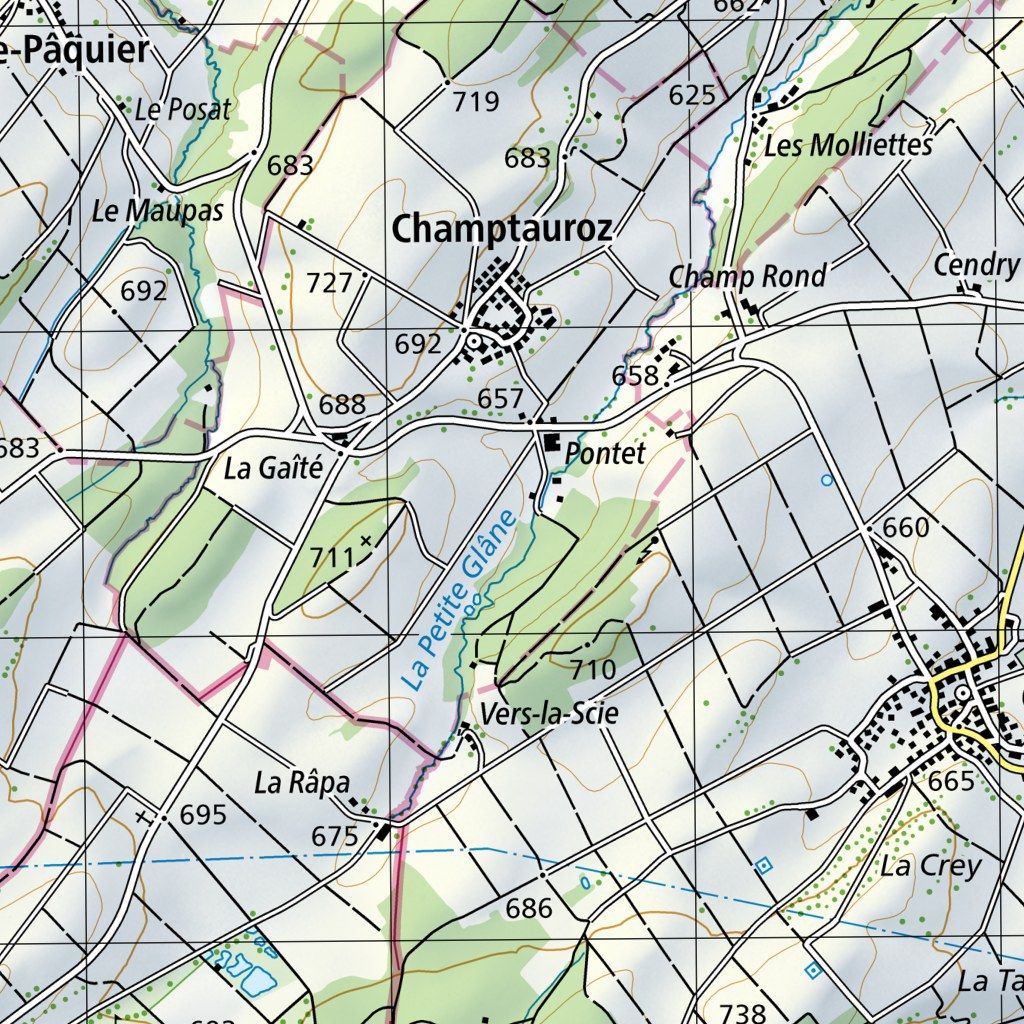 662
e-Pâquier
719
625
Le Posat
683
683
Les Molliettes
Le Maupas
Champtauroz
Champ Rond
Cendry
727
692
692
658
688
657
683
La Gaîté
Pontet
711
660
La Petite Glâne
710
Vers-la-Scie
La Râpa
665
695
675
La Crey
686
La Ta
738